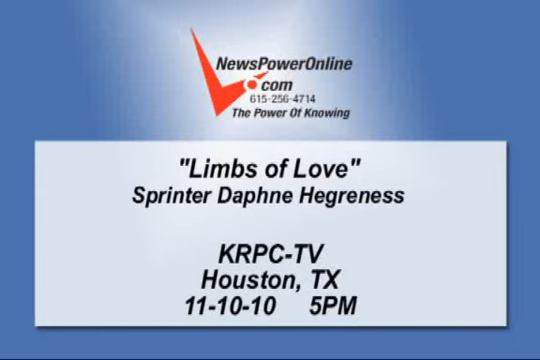 NewsPowerOnline
com
615-256-4714
The Power Of Knowing
"Limbs of Love"
Sprinter Daphne Hegreness
KRPC-TV
Houston, TX
11-10-10 5PM